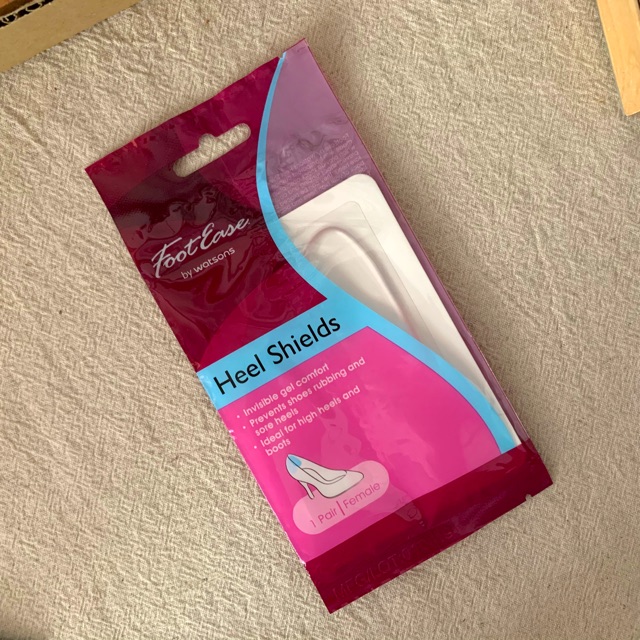 FootEase
by watsons
Heel Shields
• Invisible gel comfort
• Prevents shoes rubbing and
sore heels
• Ideal for high heels and
boots
1 Pair | Female